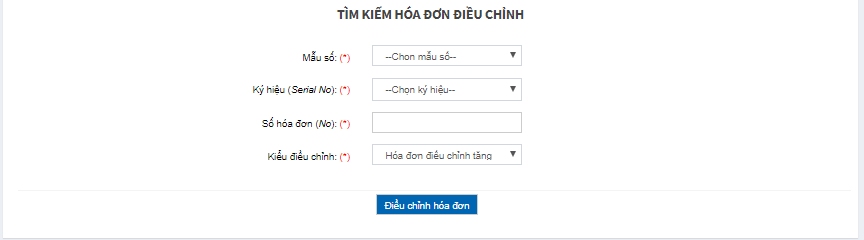 TÌM KIẾM HÓA ĐƠN ĐIỀU CHỈNH
Mẫu số: (*) --Chọn mẫu số--
Ký hiệu (Serial No): (*) --Chọn ký hiệu--
Số hóa đơn (No): (*)
Kiểu điều chỉnh: (*) Hóa đơn điều chỉnh tăng
Điều chỉnh hóa đơn